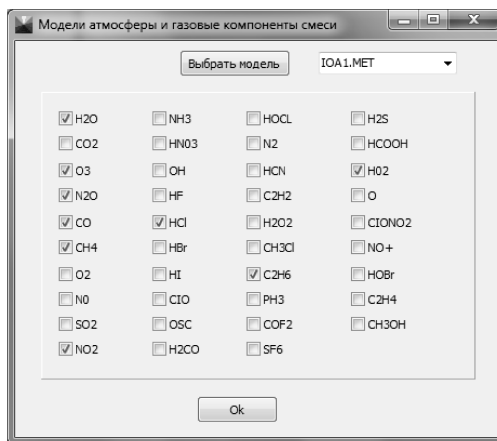 Модели атмосферы и газовые компоненты смеси
Выбрать модель IOA1.MET
H2O NH3 HOCL H2S
CO2 HN03 N2 HCOOH
O3 OH HCN H02
N2O HF C2H2 O
CO HCl H2O2 CIONO2
CH4 HBr CH3Cl NO+
O2 HI C2H6 HOBr
N0 CIO PH3 C2H4
SO2 OSC COF2 CH3OH
NO2 H2CO SF6
Ok